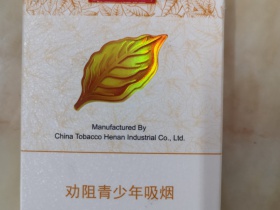 Manufactured By
China Tobacco Henan Industrial Co., Ltd.
劝阻青少年吸烟